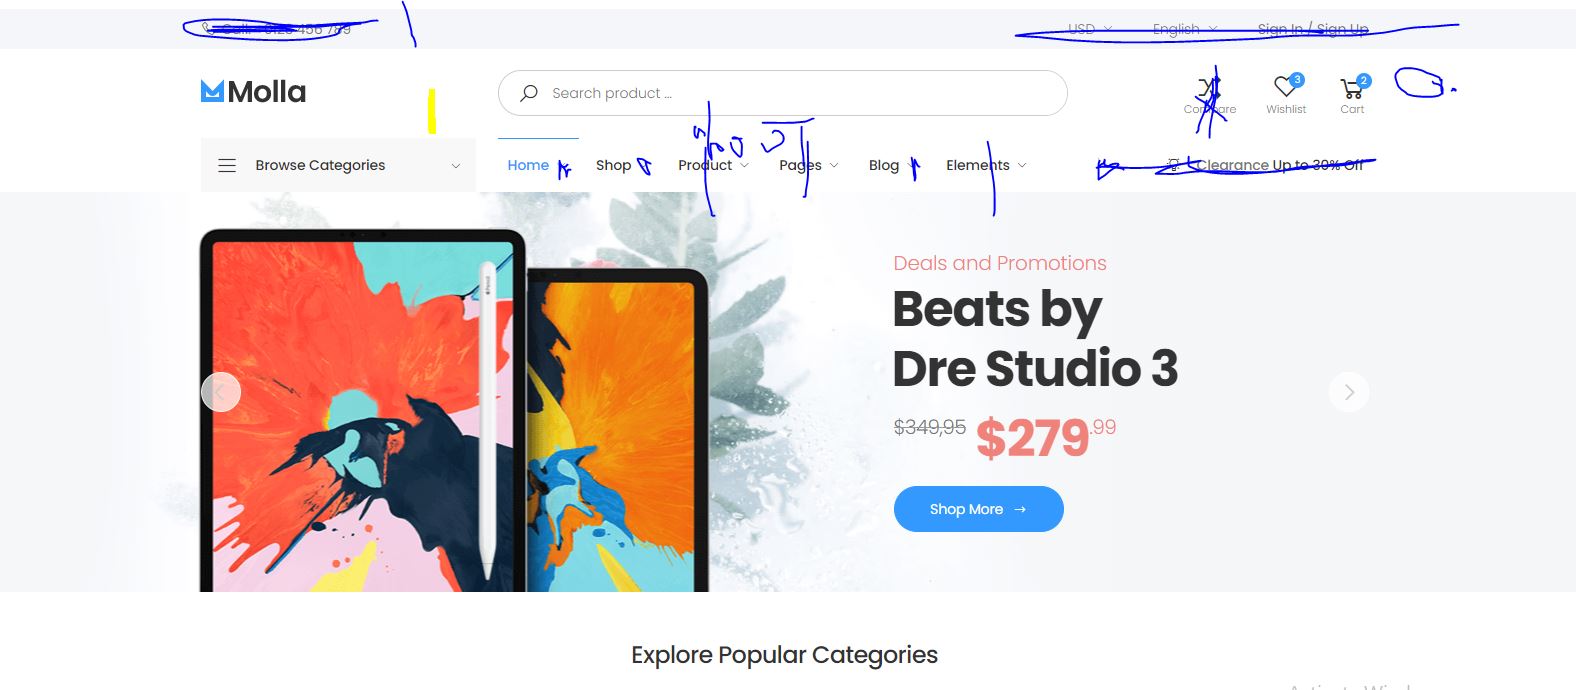 Call: +0123 456 789 USD English Sign In / Sign Up
Molla Search product ... Compare 3 Wishlist 2 Cart
Browse Categories Home Shop Product Pages Blog Elements Clearance Up to 30% Off
Deals and Promotions
Beats by
Dre Studio 3
$349,95 $279.99
Shop More →
Explore Popular Categories